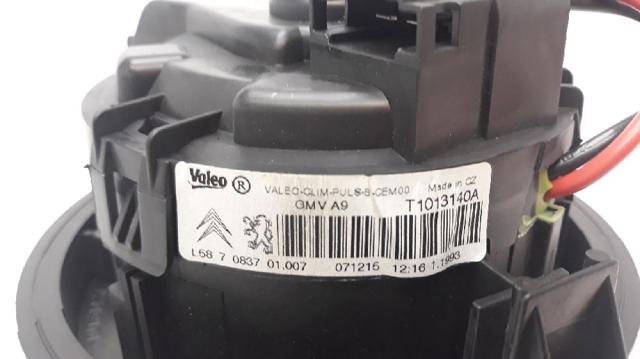 Valeo ® VALEO-CLIM-PULS-B-CEM00 Made in CZ
GMV A9 T1013140A
L58 7 0837 01.007 071215 12:16 1.1993